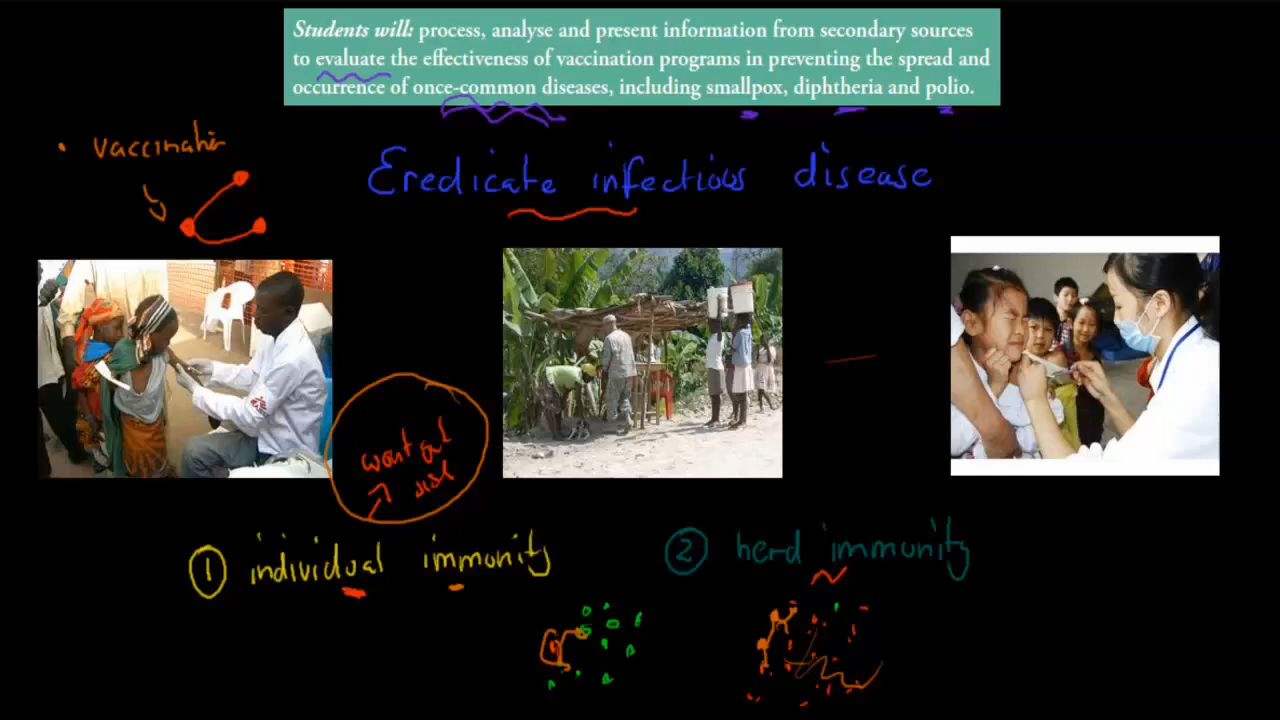 Students will: process, analyse and present information from secondary sources
to evaluate the effectiveness of vaccination programs in preventing the spread and
occurrence of once-common diseases, including smallpox, diphtheria and polio.
• vaccination
Eredicate infectious disease
① individual immunity
② herd immunity